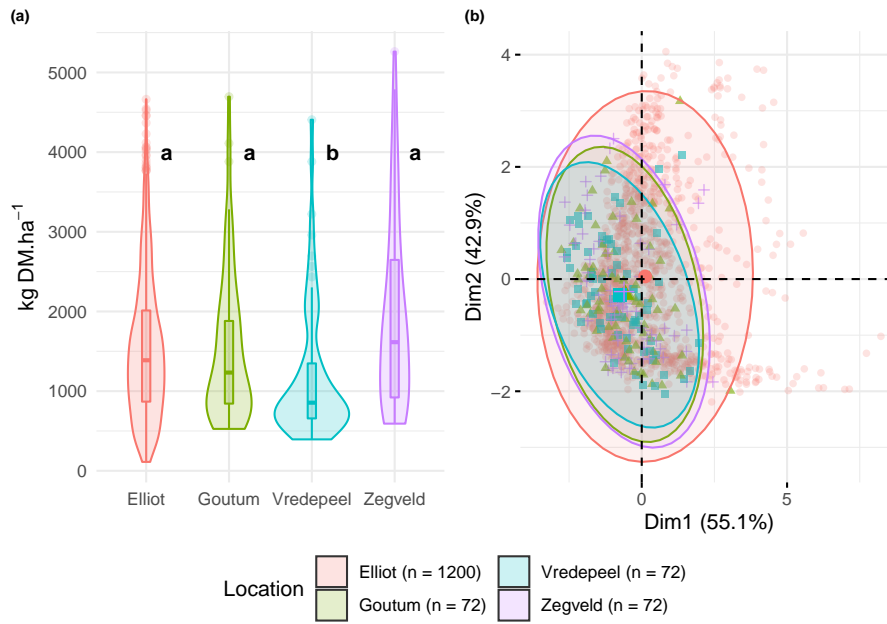 (a)
kg DM.ha⁻¹
5000
4000
3000
2000
1000
0
a
a
b
a
Elliot
Goutum
Vredepeel
Zegveld
(b)
Dim2 (42.9%)
4
2
0
−2
0
5
Dim1 (55.1%)
Location
Elliot (n = 1200)
Goutum (n = 72)
Vredepeel (n = 72)
Zegveld (n = 72)